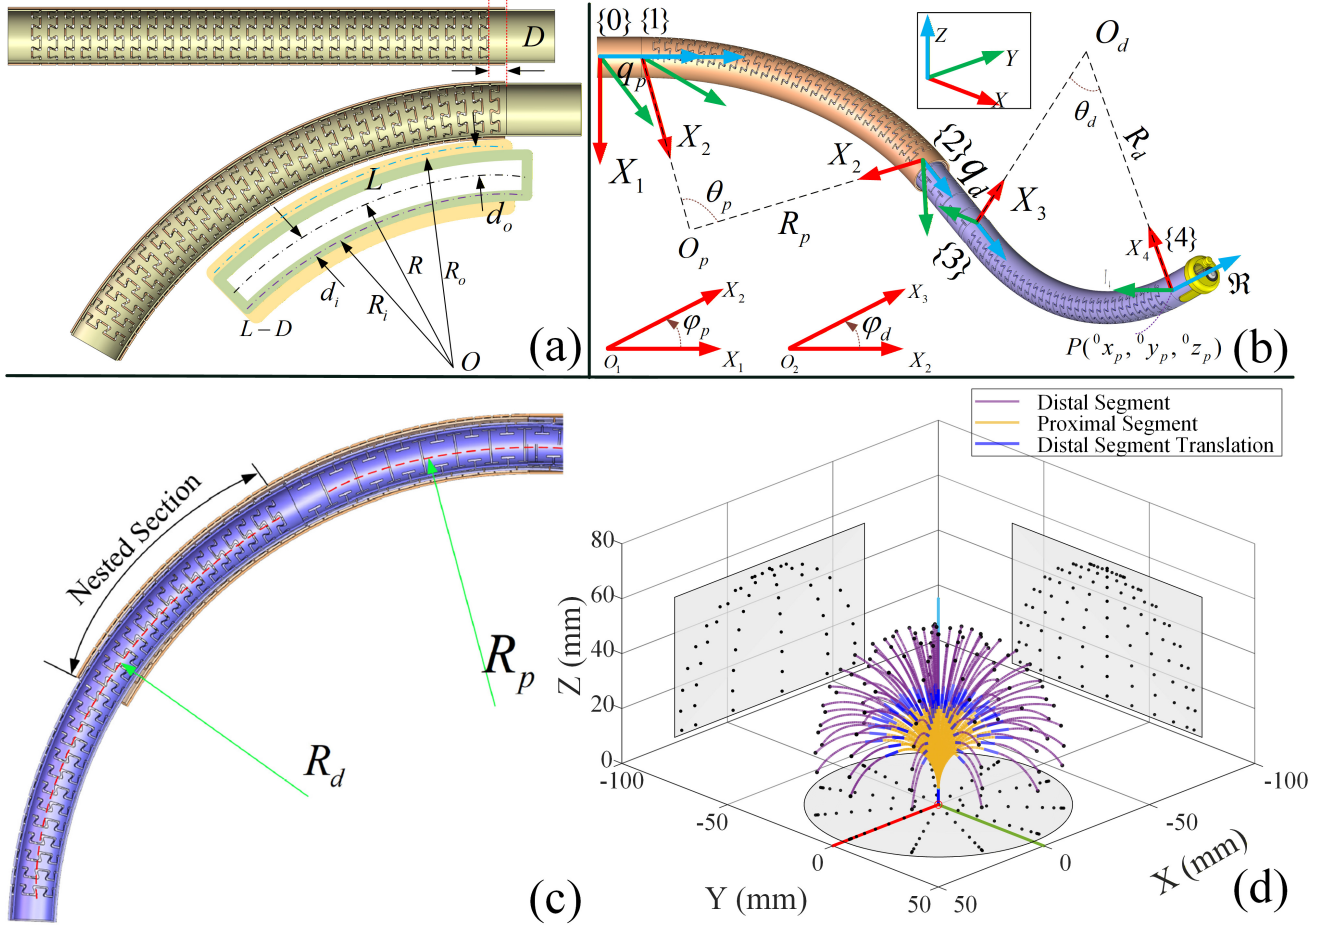 D
L
d_o
R
R_o
d_i
R_i
L-D
O
(a)
{0} {1}
q_p
X_1
X_2
θ_p
O_p
R_p
X_2
{2} q_d
X_3
{3}
Z
Y
X
O_d
θ_d
R_d
X_4 {4}
ℜ
P(^0x_p, ^0y_p, ^0z_p)
X_2
φ_p
O_1
X_1
X_3
φ_d
O_2
X_2
(b)
Nested Section
R_p
R_d
(c)
Distal Segment
Proximal Segment
Distal Segment Translation
80
60
40
20
0
Z (mm)
-100
-50
0
50
Y (mm)
-100
-50
0
50
X (mm)
(d)